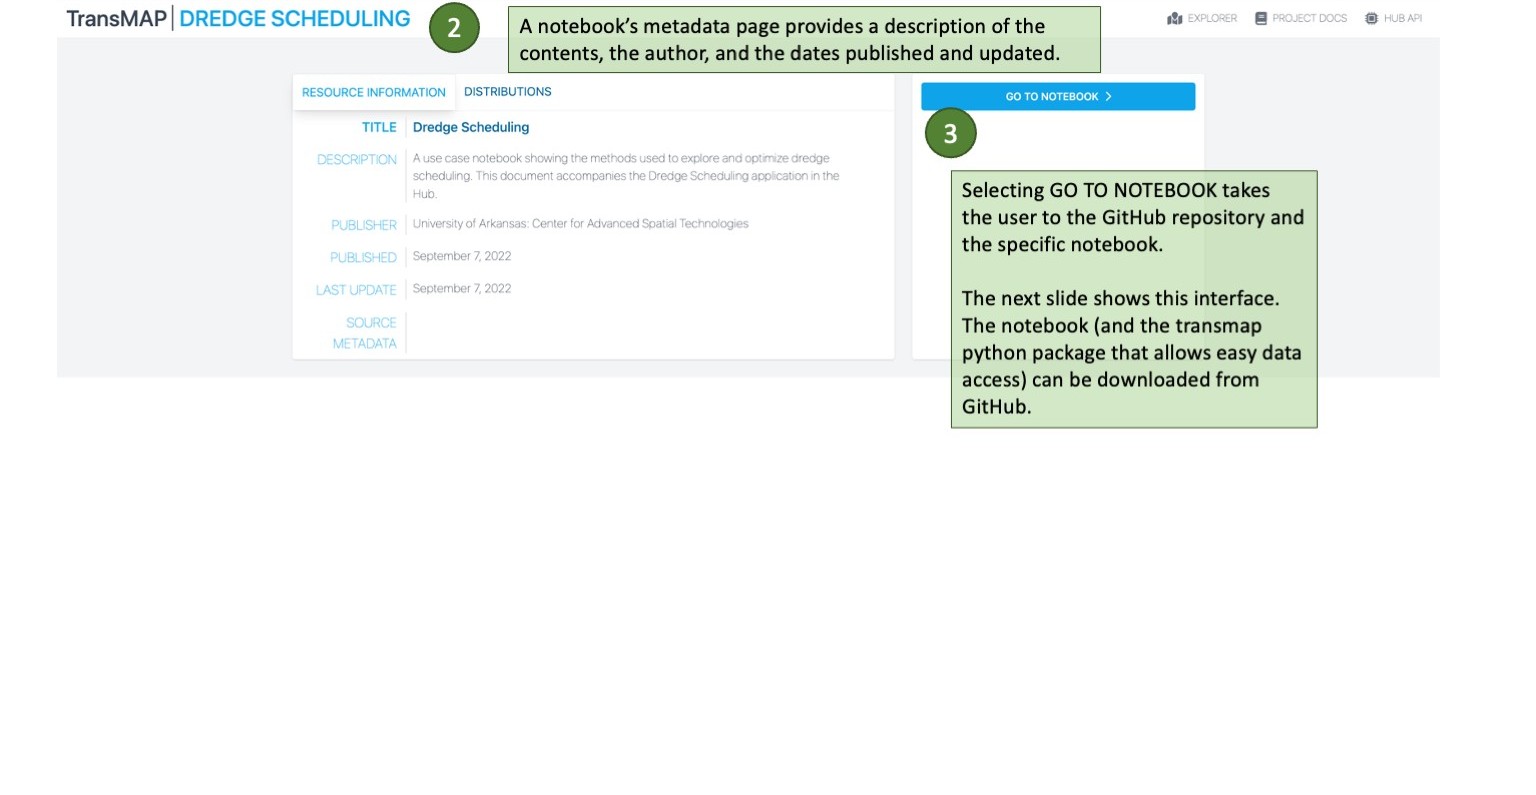 TransMAP | DREDGE SCHEDULING
2
A notebook’s metadata page provides a description of the
contents, the author, and the dates published and updated.
EXPLORER
PROJECT DOCS
HUB API
RESOURCE INFORMATION
DISTRIBUTIONS
TITLE
Dredge Scheduling
DESCRIPTION
A use case notebook showing the methods used to explore and optimize dredge
scheduling. This document accompanies the Dredge Scheduling application in the
Hub.
PUBLISHER
University of Arkansas: Center for Advanced Spatial Technologies
PUBLISHED
September 7, 2022
LAST UPDATE
September 7, 2022
SOURCE
METADATA
GO TO NOTEBOOK
3
Selecting GO TO NOTEBOOK takes
the user to the GitHub repository and
the specific notebook.
The next slide shows this interface.
The notebook (and the transmap
python package that allows easy data
access) can be downloaded from
GitHub.